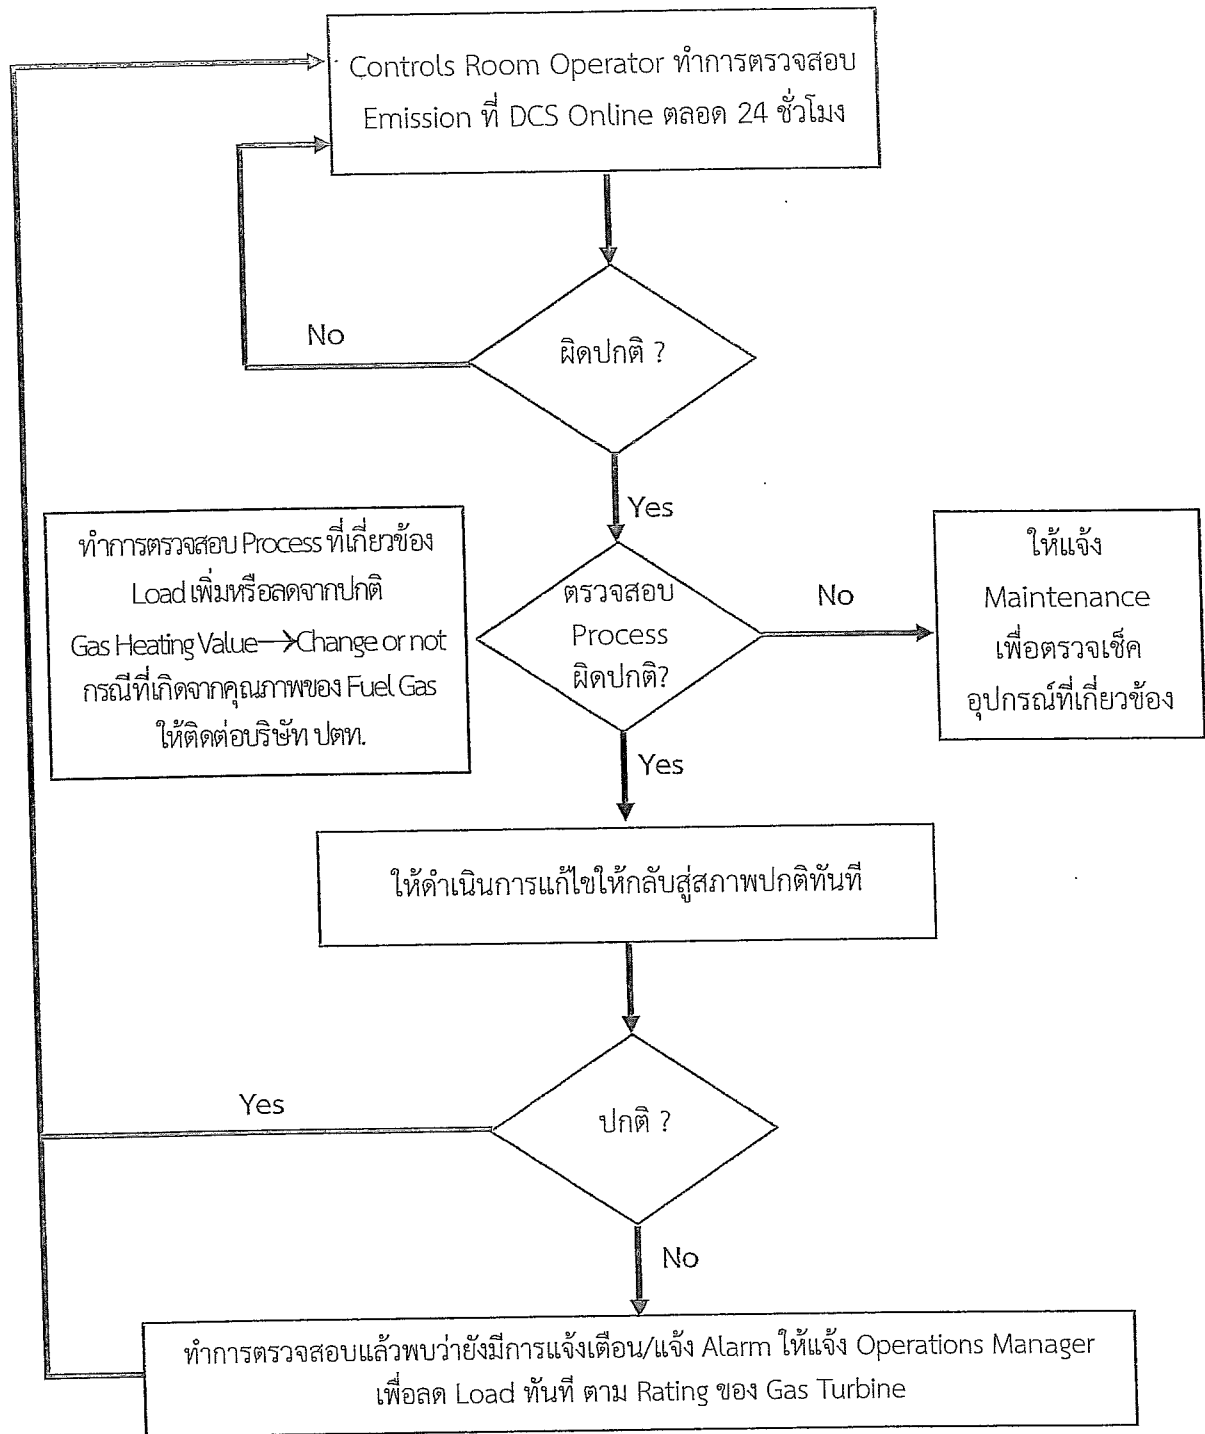 Controls Room Operator ทำการตรวจสอบ
Emission ที่ DCS Online ตลอด 24 ชั่วโมง
No
ผิดปกติ ?
Yes
ทำการตรวจสอบ Process ที่เกี่ยวข้อง
Load เพิ่มหรือลดจากปกติ
Gas Heating Value→Change or not
กรณีที่เกิดจากคุณภาพของ Fuel Gas
ให้ติดต่อบริษัท ปตท.
ตรวจสอบ
Process
ผิดปกติ?
No
ให้แจ้ง
Maintenance
เพื่อตรวจเช็ค
อุปกรณ์ที่เกี่ยวข้อง
Yes
ให้ดำเนินการแก้ไขให้กลับสู่สภาพปกติทันที
Yes
ปกติ ?
No
ทำการตรวจสอบแล้วพบว่ายังมีการแจ้งเตือน/แจ้ง Alarm ให้แจ้ง Operations Manager
เพื่อลด Load ทันที ตาม Rating ของ Gas Turbine